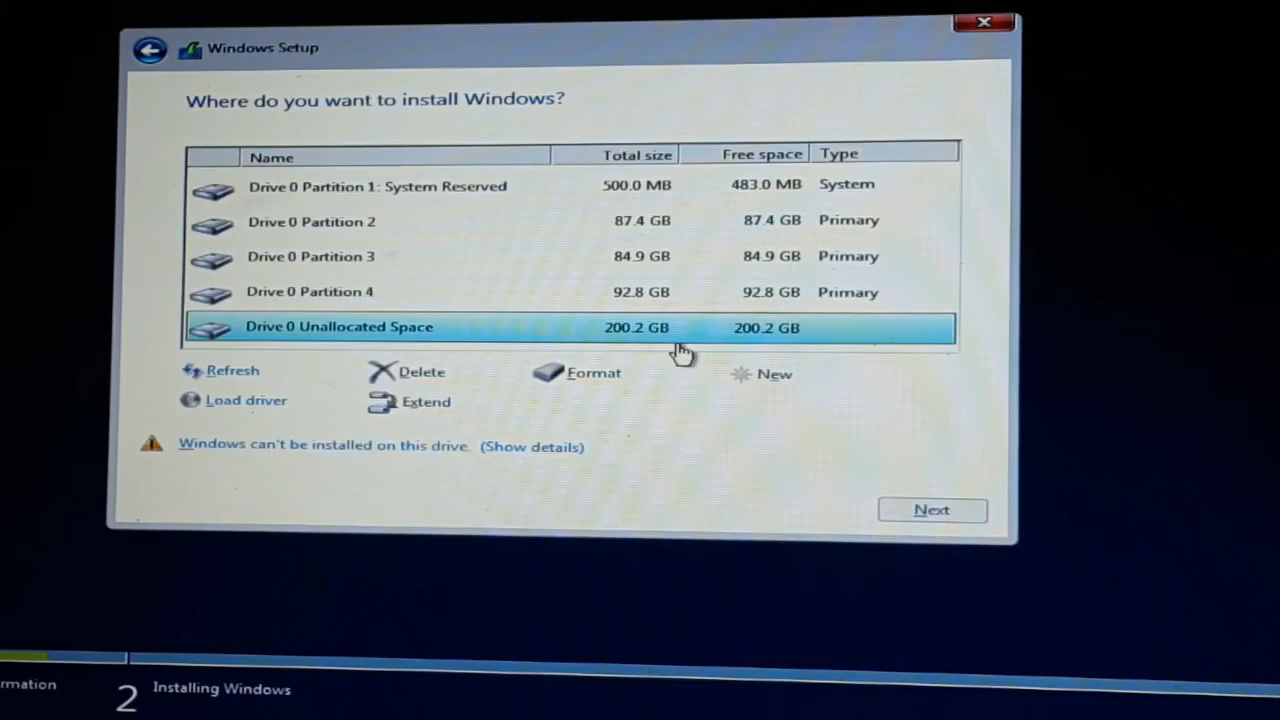 Windows Setup
Where do you want to install Windows?
Name Total size Free space Type
Drive 0 Partition 1: System Reserved 500.0 MB 483.0 MB System
Drive 0 Partition 2 87.4 GB 87.4 GB Primary
Drive 0 Partition 3 84.9 GB 84.9 GB Primary
Drive 0 Partition 4 92.8 GB 92.8 GB Primary
Drive 0 Unallocated Space 200.2 GB 200.2 GB
Refresh Delete Format New
Load driver Extend
Windows can't be installed on this drive. (Show details)
Next
rmation 2 Installing Windows